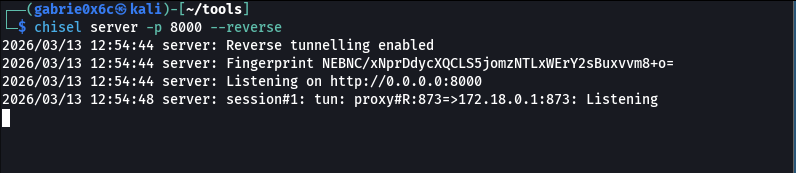 (gabrie0x6c㉿kali)-[~/tools]
$ chisel server -p 8000 --reverse
2026/03/13 12:54:44 server: Reverse tunnelling enabled
2026/03/13 12:54:44 server: Fingerprint NEBNC/xNprDdycXQCLS5jomzNTLxWErY2sBuxvvm8+o=
2026/03/13 12:54:44 server: Listening on http://0.0.0.0:8000
2026/03/13 12:54:48 server: session#1: tun: proxy#R:873=>172.18.0.1:873: Listening